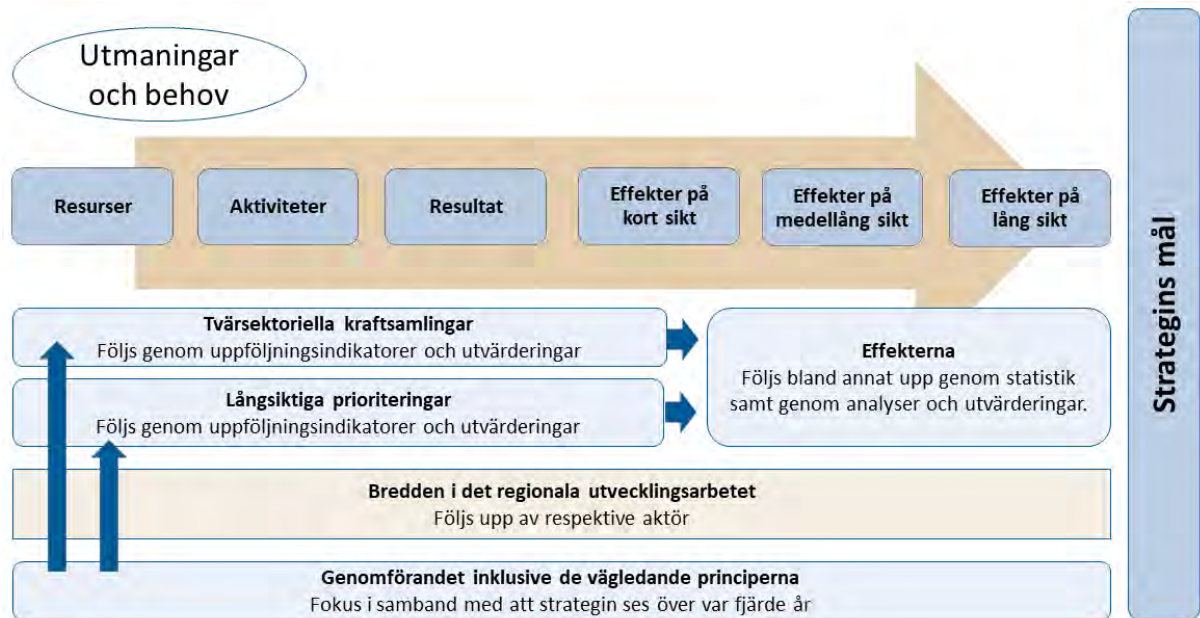 Utmaningar
och behov
Resurser
Aktiviteter
Resultat
Effekter på
kort sikt
Effekter på
medellång sikt
Effekter på
lång sikt
Tvärsektoriella kraftsamlingar
Följs genom uppföljningsindikatorer och utvärderingar
Långsiktiga prioriteringar
Följs genom uppföljningsindikatorer och utvärderingar
Effekterna
Följs bland annat upp genom statistik
samt genom analyser och utvärderingar.
Bredden i det regionala utvecklingsarbetet
Följs upp av respektive aktör
Genomförandet inklusive de vägledande principerna
Fokus i samband med att strategin ses över var fjärde år
Strategins mål